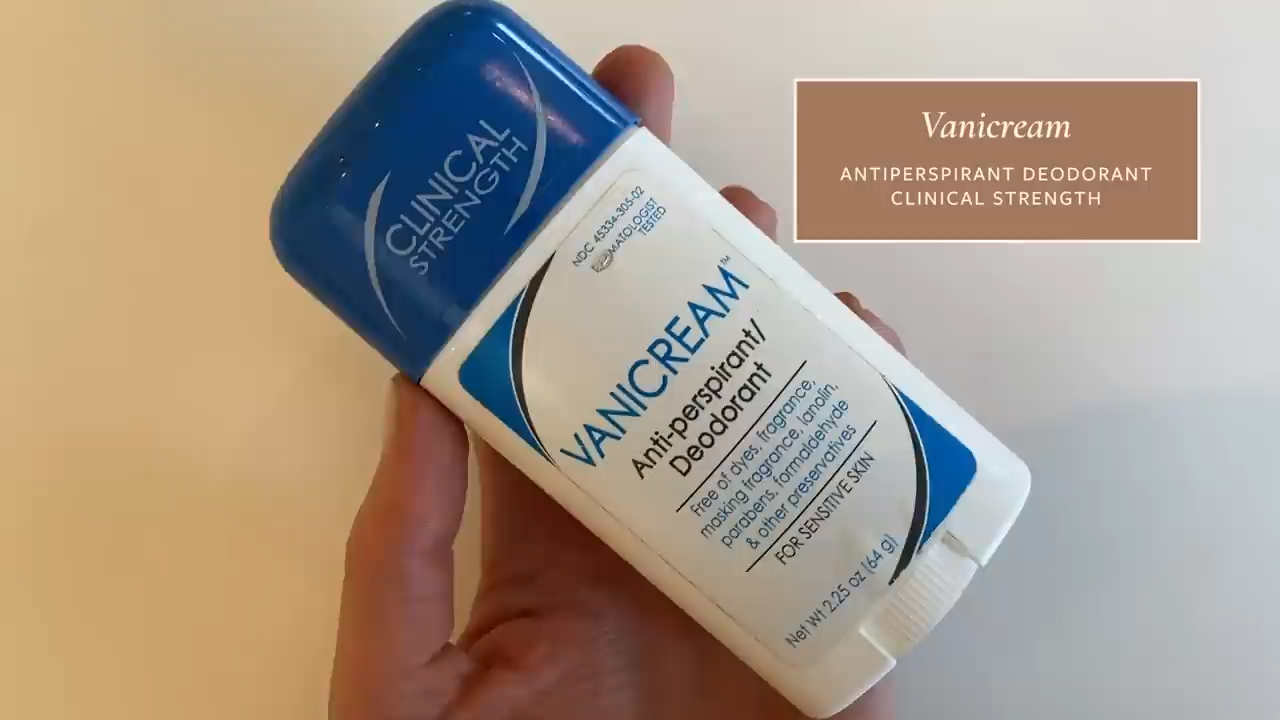 CLINICAL
STRENGTH
NDC 45334-305-02
DERMATOLOGIST
TESTED
VANICREAM™
Anti-perspirant/
Deodorant
Free of dyes, fragrance,
masking fragrance, lanolin,
parabens, formaldehyde
& other preservatives
FOR SENSITIVE SKIN
Net Wt 2.25 oz (64 g)
Vanicream
ANTIPERSPIRANT DEODORANT
CLINICAL STRENGTH